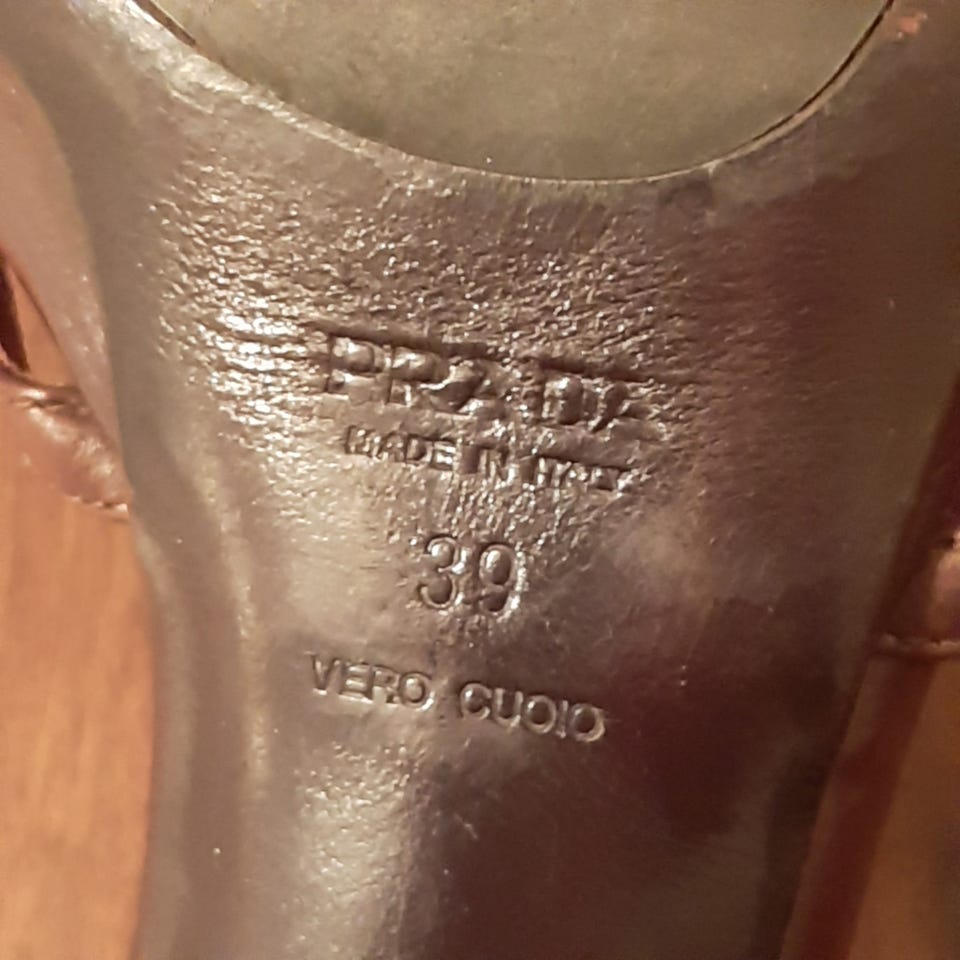 PRADA
MADE IN ITALY
39
VERO CUOIO